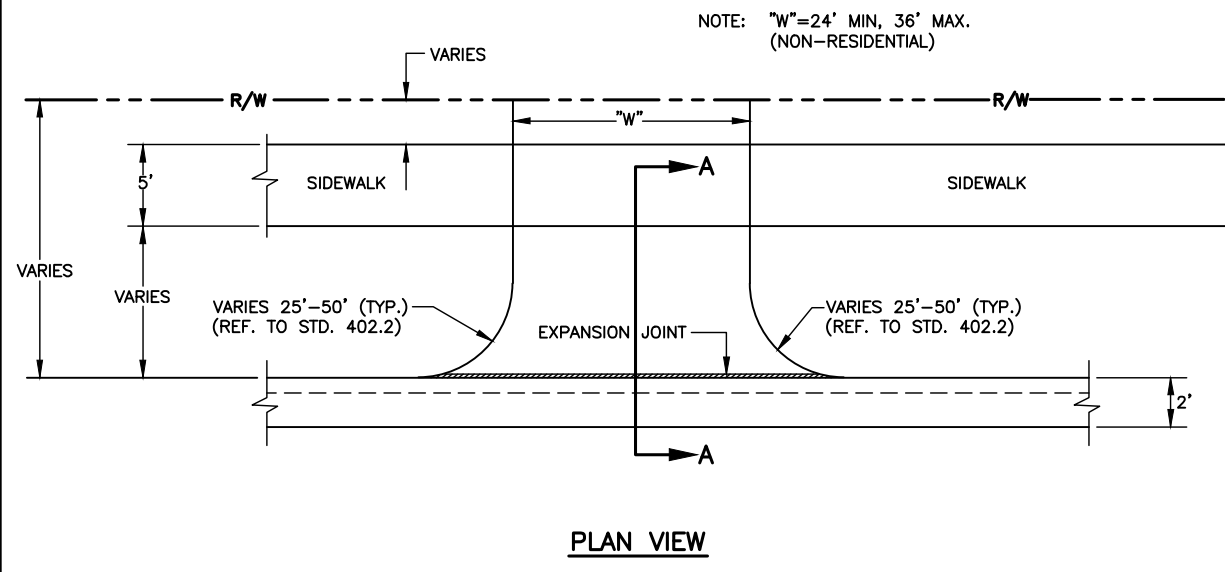 NOTE: "W"=24' MIN, 36' MAX.
(NON-RESIDENTIAL)
VARIES
R/W
R/W
"W"
A
5'
SIDEWALK
SIDEWALK
VARIES
VARIES
VARIES 25'-50' (TYP.)
(REF. TO STD. 402.2)
EXPANSION JOINT
VARIES 25'-50' (TYP.)
(REF. TO STD. 402.2)
2'
A
PLAN VIEW